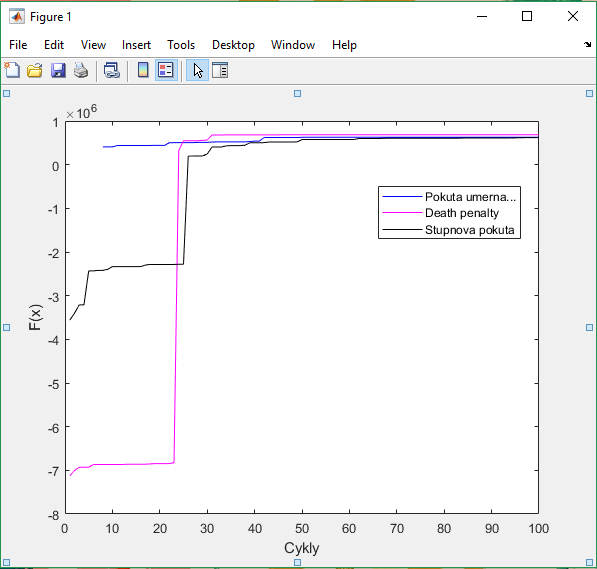 Figure 1
File Edit View Insert Tools Desktop Window Help
×10⁶
1
0
-1
-2
-3
-4
-5
-6
-7
-8
F(x)
Pokuta umerna...
Death penalty
Stupnova pokuta
0 10 20 30 40 50 60 70 80 90 100
Cykly